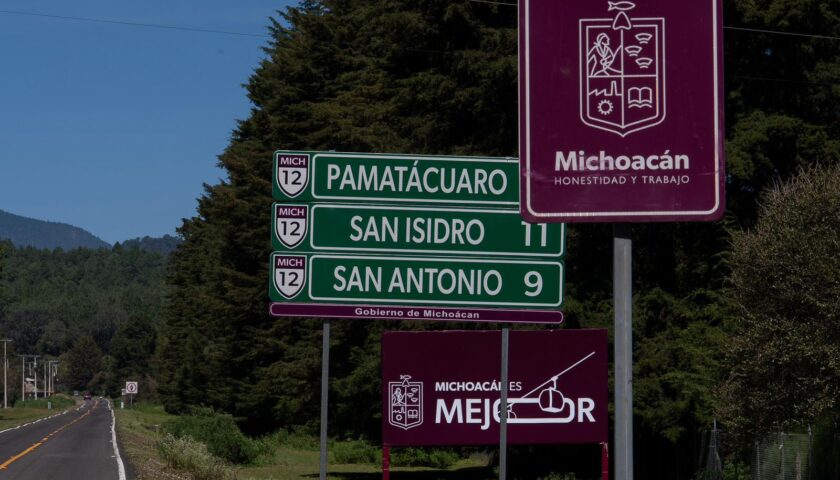 MICH
12
PAMATÁCUARO
MICH
12
SAN ISIDRO 11
MICH
12
SAN ANTONIO 9
Gobierno de Michoácan
Michoacán
HONESTIDAD Y TRABAJO
MICHOACÁN ES
MEJOR